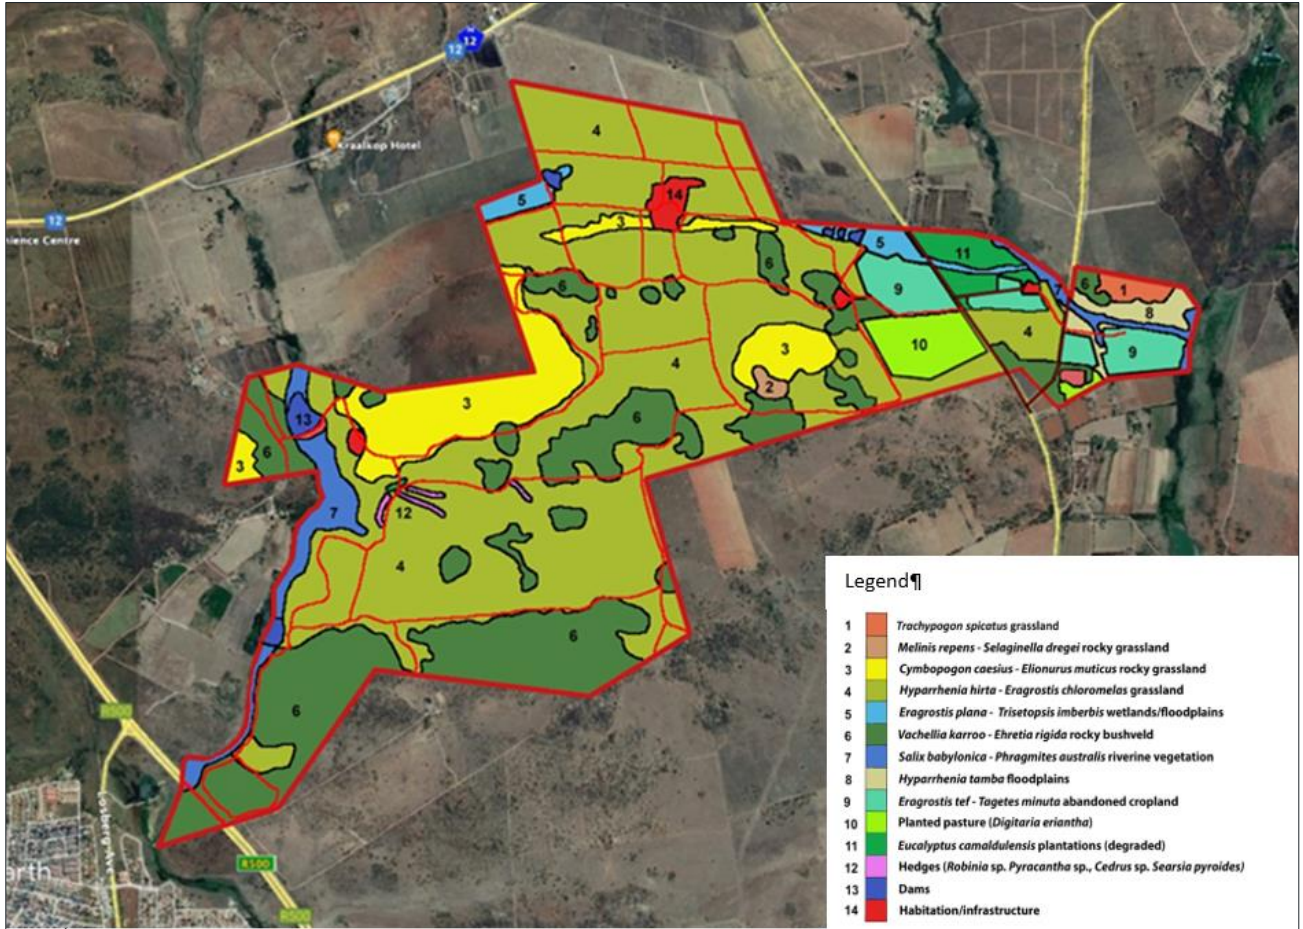 12
12
Kraalkop Hotel
4
14
5
3
12
nience Centre
5
11
6
9
7
6
1
8
6
10
4
9
3
4
2
3
13
6
6
3
7
12
4
6
6
R500
Losberg Ave
arth
R500
R500
Legend¶
1 Trachypogon spicatus grassland
2 Melinis repens - Selaginella dregei rocky grassland
3 Cymbopogon caesius - Elionurus muticus rocky grassland
4 Hyparrhenia hirta - Eragrostis chloromelas grassland
5 Eragrostis plana - Trisetopsis imberbis wetlands/floodplains
6 Vachellia karroo - Ehretia rigida rocky bushveld
7 Salix babylonica - Phragmites australis riverine vegetation
8 Hyparrhenia tamba floodplains
9 Eragrostis tef - Tagetes minuta abandoned cropland
10 Planted pasture (Digitaria eriantha)
11 Eucalyptus camaldulensis plantations (degraded)
12 Hedges (Robinia sp. Pyracantha sp., Cedrus sp. Searsia pyroides)
13 Dams
14 Habitation/infrastructure